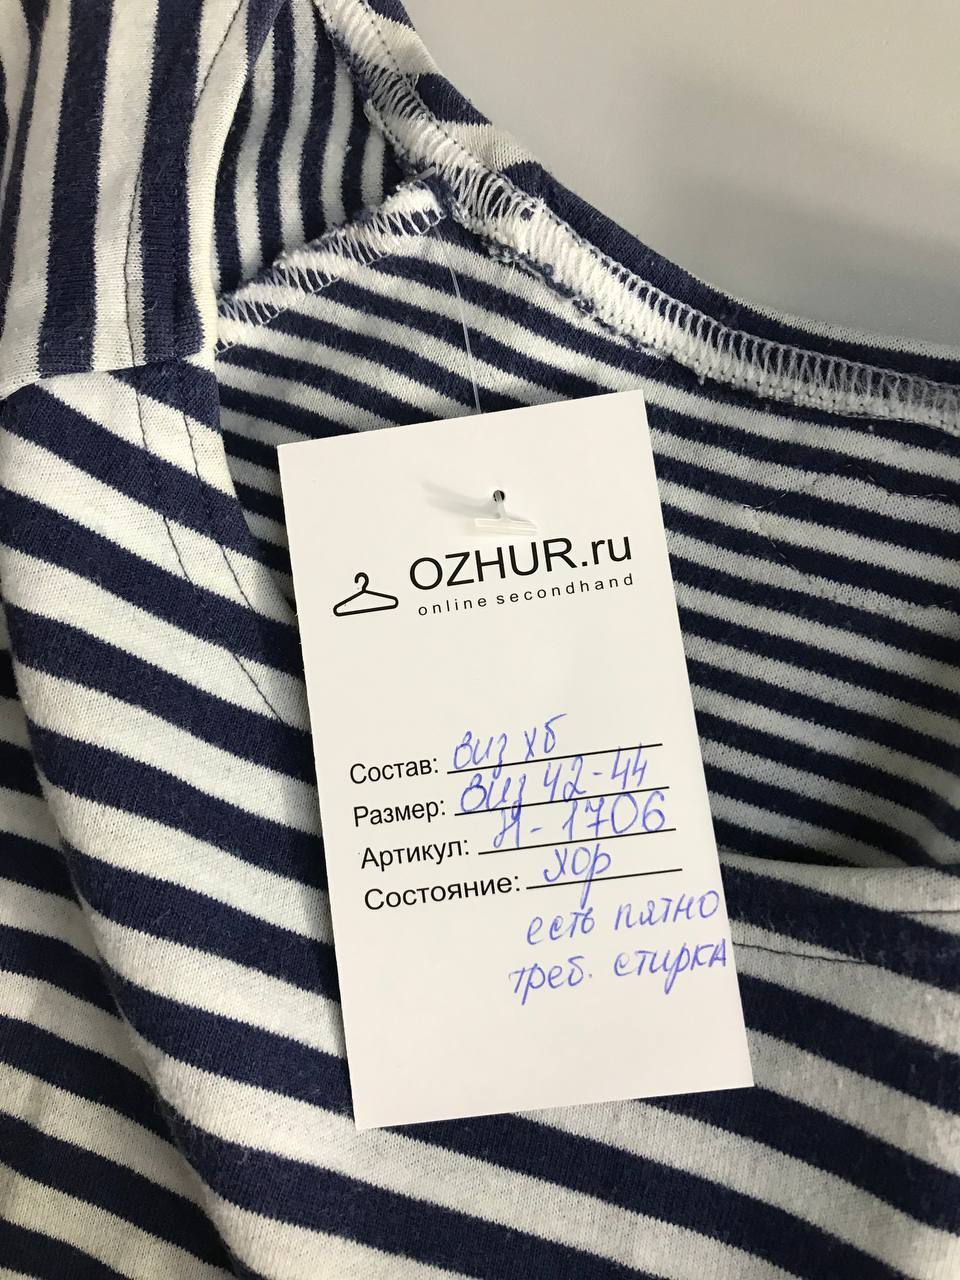 OZHUR.ru
online secondhand
Состав: виз хб
Размер: виз 42-44
Артикул: Н-1706
Состояние: хор
есть пятно
треб. стирка